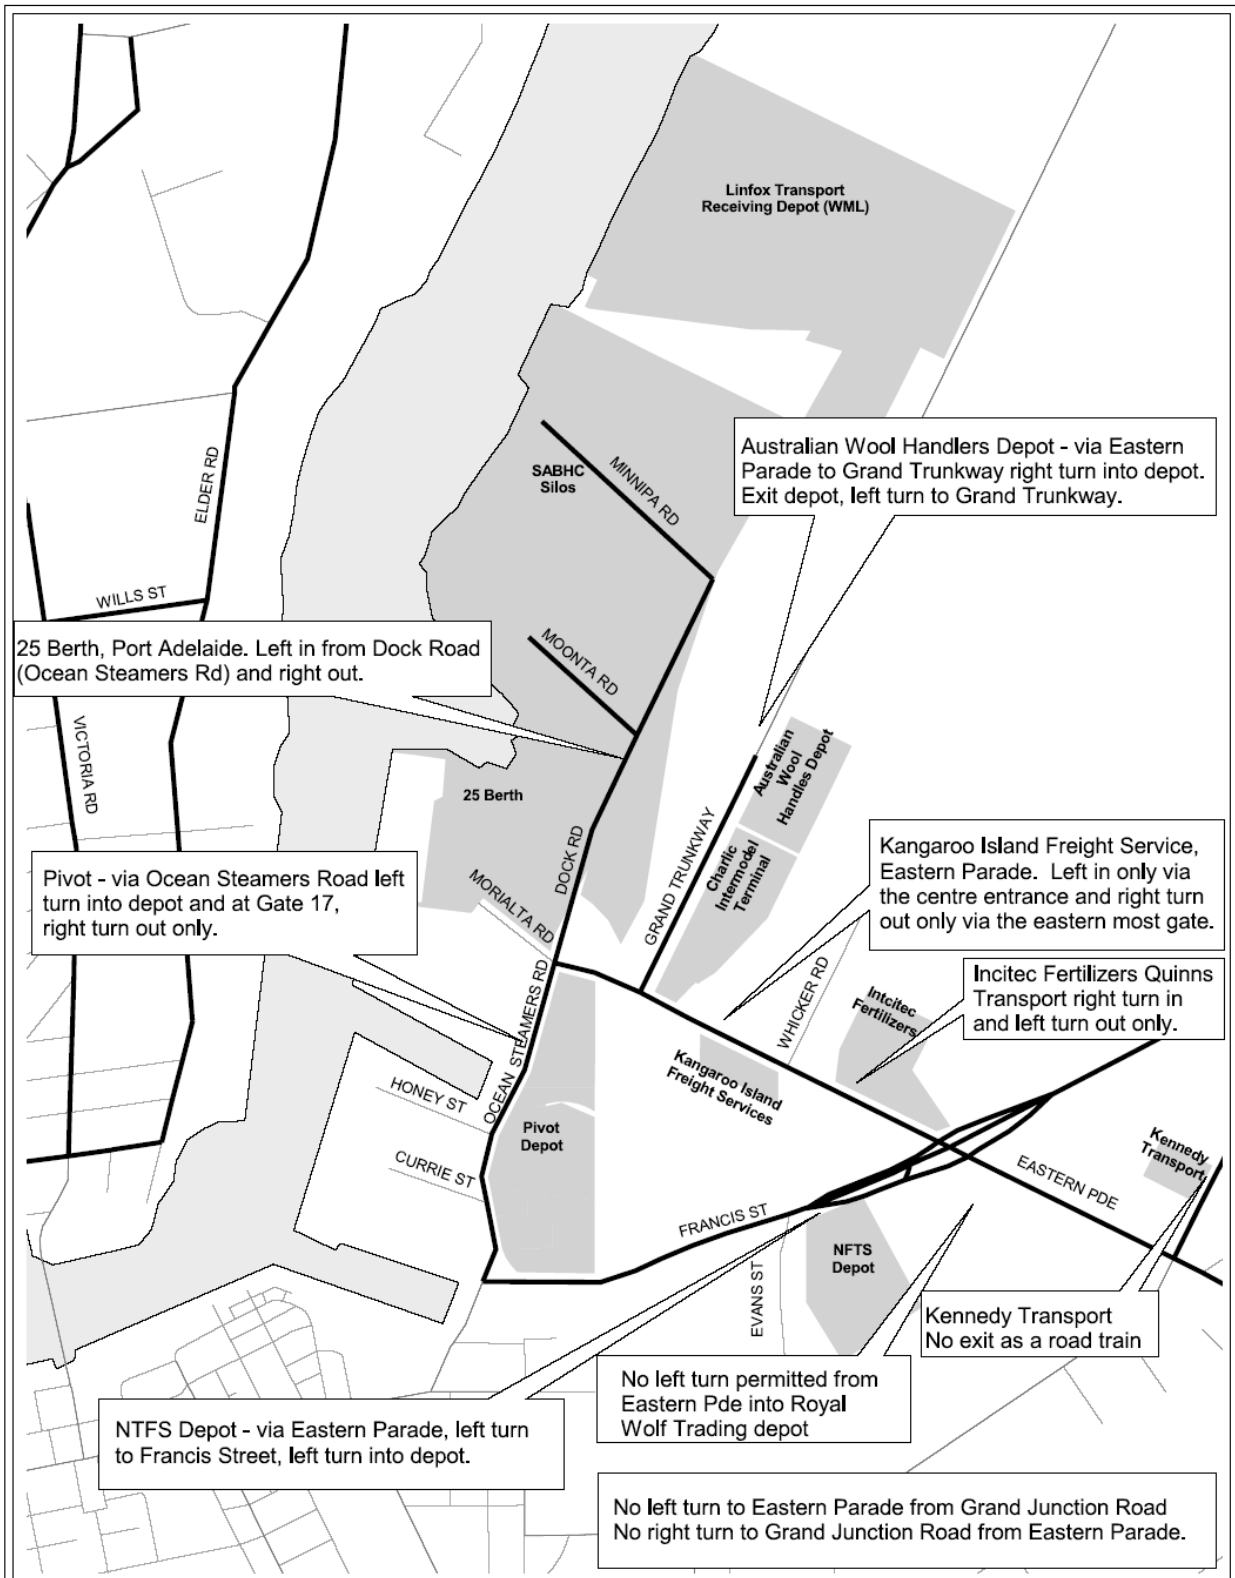 Linfox Transport
Receiving Depot (WML)
Australian Wool Handlers Depot - via Eastern
Parade to Grand Trunkway right turn into depot.
Exit depot, left turn to Grand Trunkway.
ELDER RD
SABHC
Silos
MINNIPA RD
WILLS ST
25 Berth, Port Adelaide. Left in from Dock Road
(Ocean Steamers Rd) and right out.
MOONTA RD
VICTORIA RD
Australian
Wool
Handles Depot
25 Berth
DOCK RD
GRAND TRUNKWAY
Charlic
Intermodel
Terminal
Kangaroo Island Freight Service,
Eastern Parade. Left in only via
the centre entrance and right turn
out only via the eastern most gate.
Pivot - via Ocean Steamers Road left
turn into depot and at Gate 17,
right turn out only.
MORIALTA RD
OCEAN STEAMERS RD
WHICKER RD
Intcitec
Fertilizers
Incitec Fertilizers Quinns
Transport right turn in
and left turn out only.
Kangaroo Island
Freight Services
HONEY ST
Pivot
Depot
CURRIE ST
Kennedy
Transport
EASTERN PDE
FRANCIS ST
NFTS
Depot
EVANS ST
Kennedy Transport
No exit as a road train
No left turn permitted from
Eastern Pde into Royal
Wolf Trading depot
NTFS Depot - via Eastern Parade, left turn
to Francis Street, left turn into depot.
No left turn to Eastern Parade from Grand Junction Road
No right turn to Grand Junction Road from Eastern Parade.